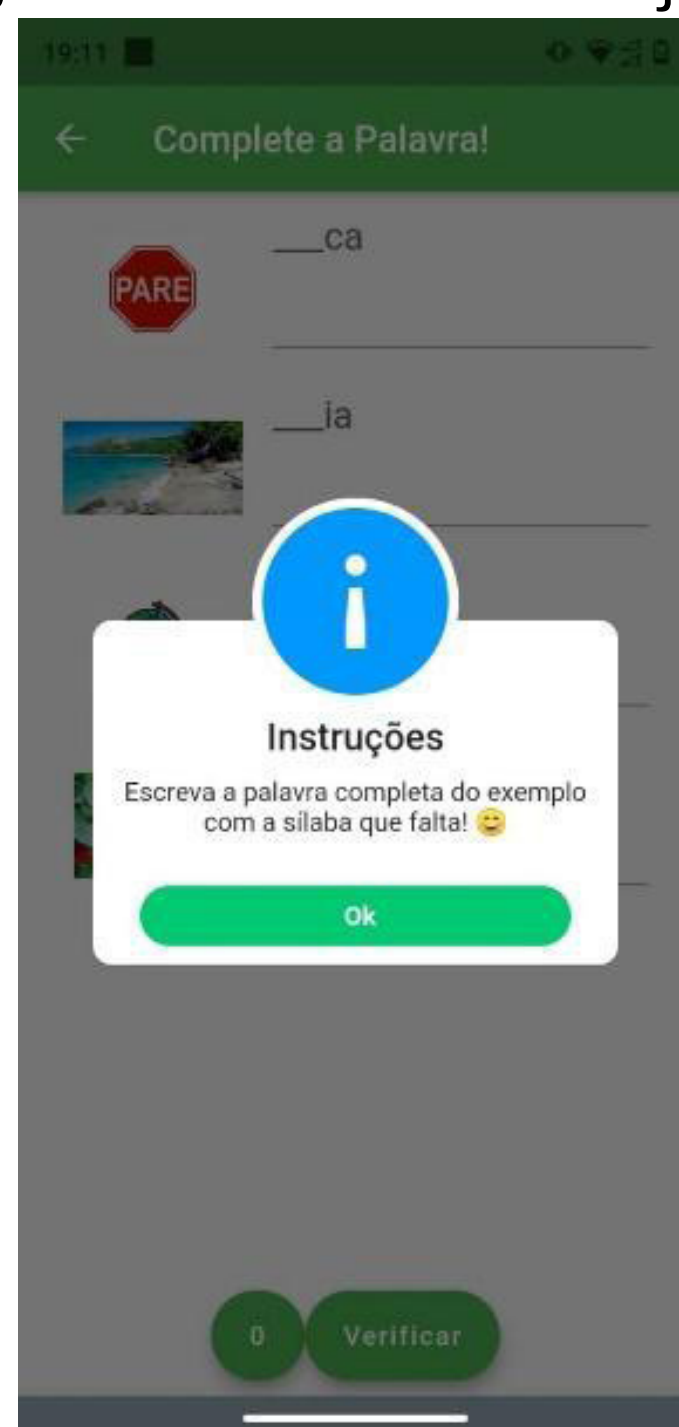 19:11
Complete a Palavra!
___ca
PARE
___ia
Instruções
Escreva a palavra completa do exemplo
com a sílaba que falta! 😊
Ok
0 Verificar